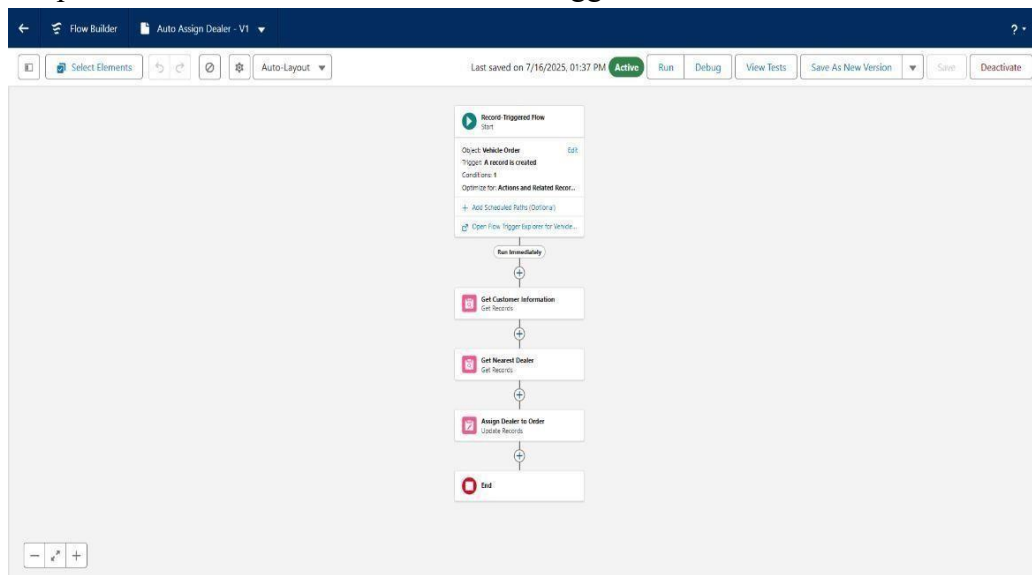 Flow Builder
Auto Assign Dealer - V1
?
Select Elements
Auto-Layout
Last saved on 7/16/2025, 01:37 PM
Active
Run
Debug
View Tests
Save As New Version
Save
Deactivate
Record-Triggered Flow
Start
Object: Vehicle Order
Edit
Trigger: A record is created
Conditions: 1
Optimize for: Actions and Related Recor...
+ Add Scheduled Paths (Optional)
Open Flow Trigger Explorer for Vehicle...
Run Immediately
Get Customer Information
Get Records
Get Nearest Dealer
Get Records
Assign Dealer to Order
Update Records
End